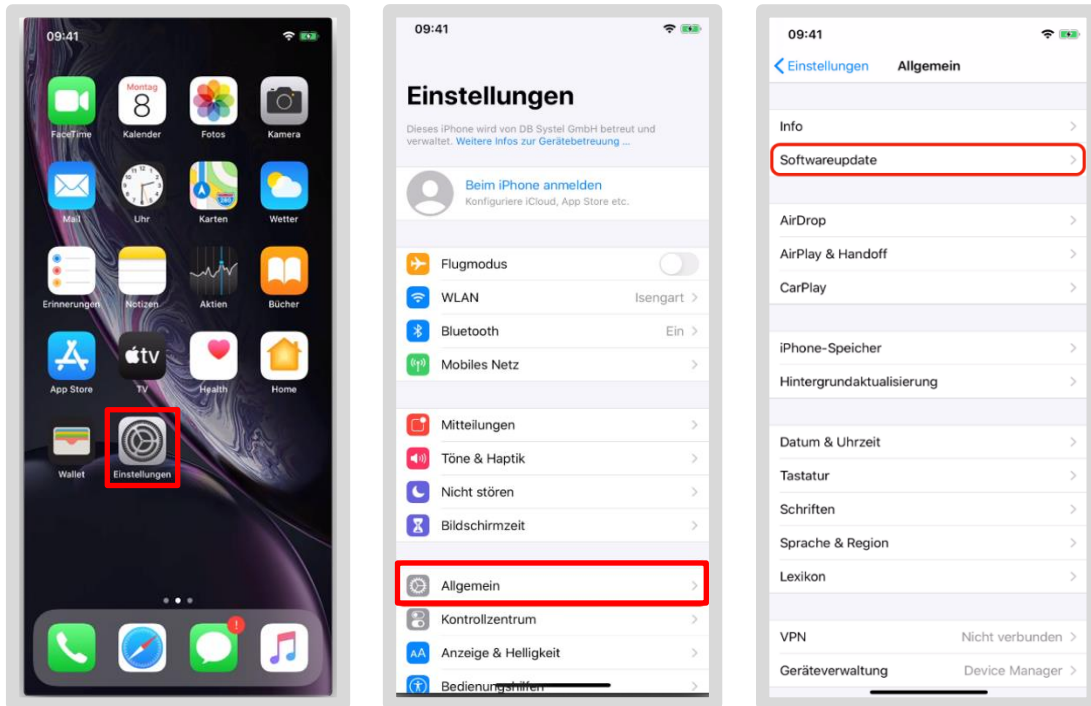 09:41
Montag
8
FaceTime
Kalender
Fotos
Kamera
Mail
Uhr
Karten
Wetter
Erinnerungen
Notizen
Aktien
Bücher
tv
App Store
TV
Health
Home
Wallet
Einstellungen
!
09:41
Einstellungen
Dieses iPhone wird von DB Systel GmbH betreut und
verwaltet. Weitere Infos zur Gerätebetreuung ...
Beim iPhone anmelden
Konfiguriere iCloud, App Store etc.
Flugmodus
WLAN Isengart
Bluetooth Ein
Mobiles Netz
Mitteilungen
Töne & Haptik
Nicht stören
Bildschirmzeit
Allgemein
Kontrollzentrum
AA Anzeige & Helligkeit
Bedienungshilfen
09:41
Einstellungen Allgemein
Info
Softwareupdate
AirDrop
AirPlay & Handoff
CarPlay
iPhone-Speicher
Hintergrundaktualisierung
Datum & Uhrzeit
Tastatur
Schriften
Sprache & Region
Lexikon
VPN Nicht verbunden
Geräteverwaltung Device Manager